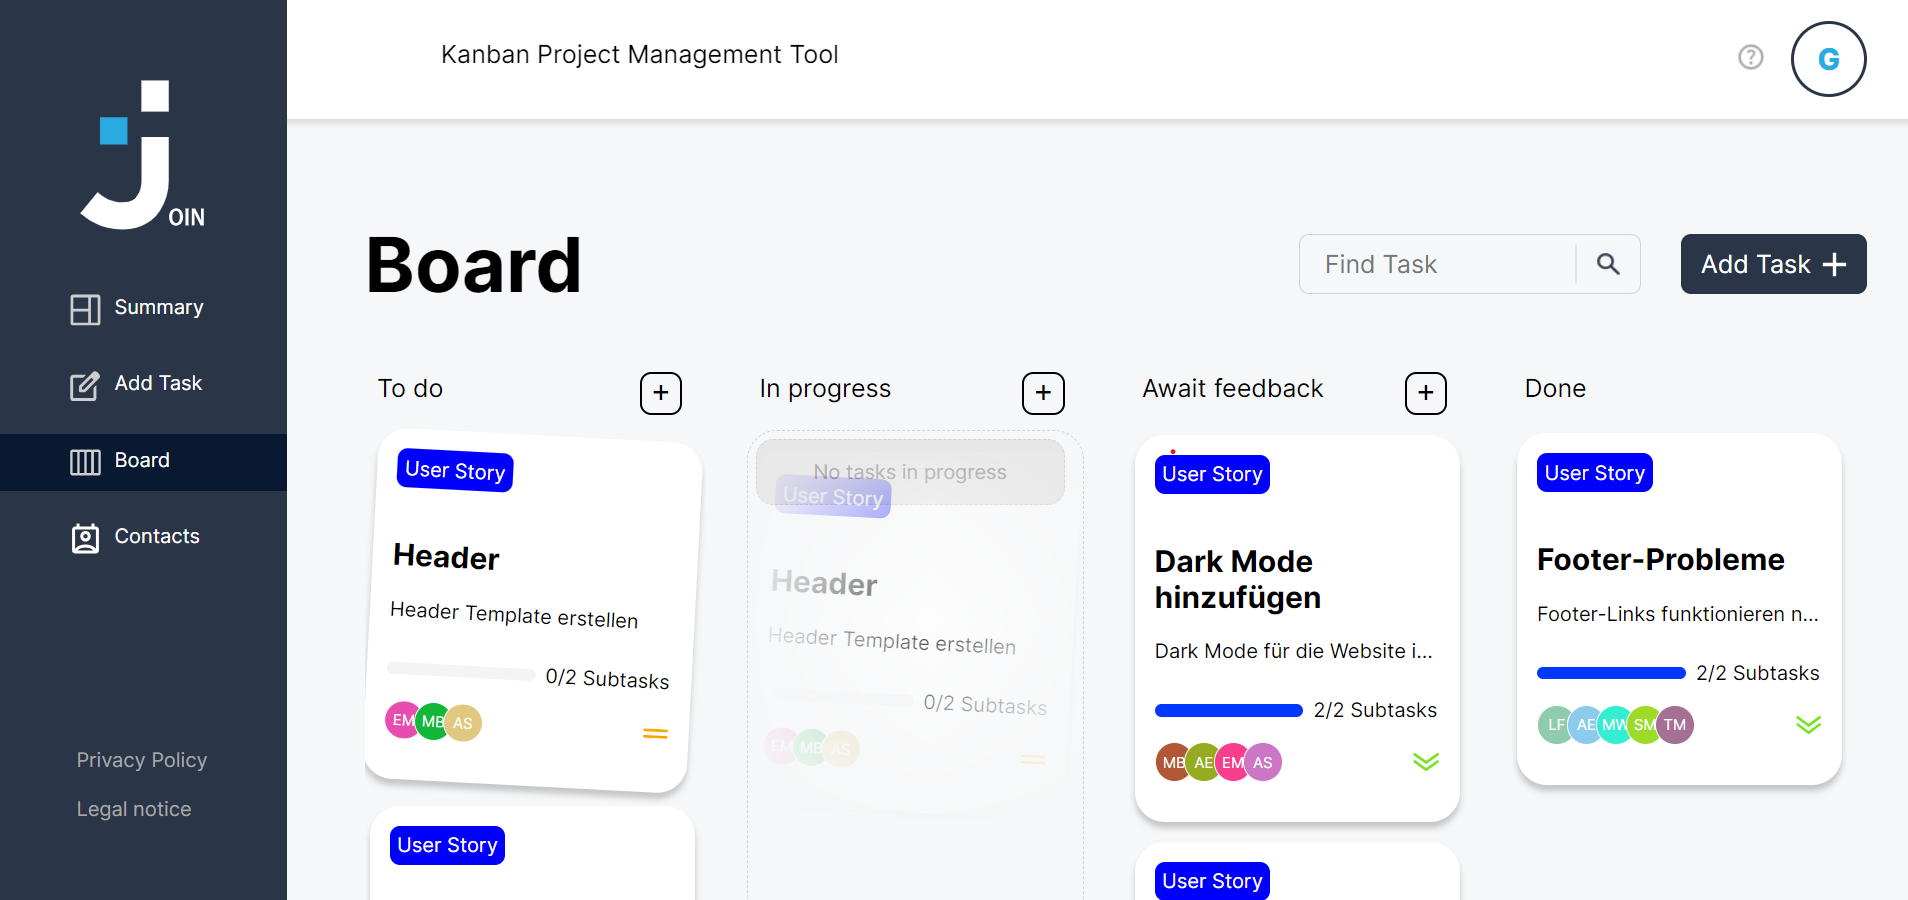 Kanban Project Management Tool
?
G
OIN
Summary
Add Task
Board
Contacts
Privacy Policy
Legal notice
Board
Find Task
Add Task +
To do
+
User Story
Header
Header Template erstellen
0/2 Subtasks
EM MB AS
User Story
In progress
+
No tasks in progress
User Story
Header
Header Template erstellen
0/2 Subtasks
EM MB AS
Await feedback
+
User Story
Dark Mode
hinzufügen
Dark Mode für die Website i...
2/2 Subtasks
MB AE EM AS
User Story
Done
User Story
Footer-Probleme
Footer-Links funktionieren n...
2/2 Subtasks
LF AE MW SM TM